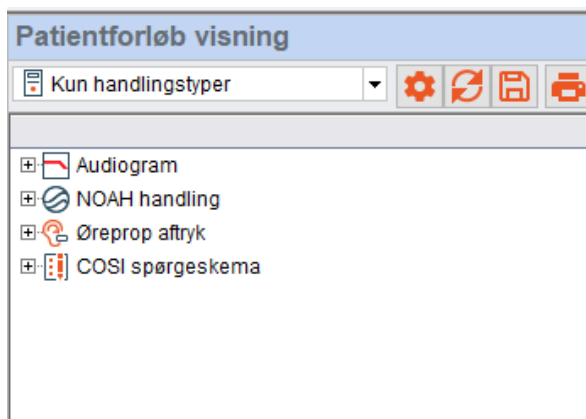 Patientforløb visning
Kun handlingstyper
Audiogram
NOAH handling
Øreprop aftryk
COSI spørgeskema